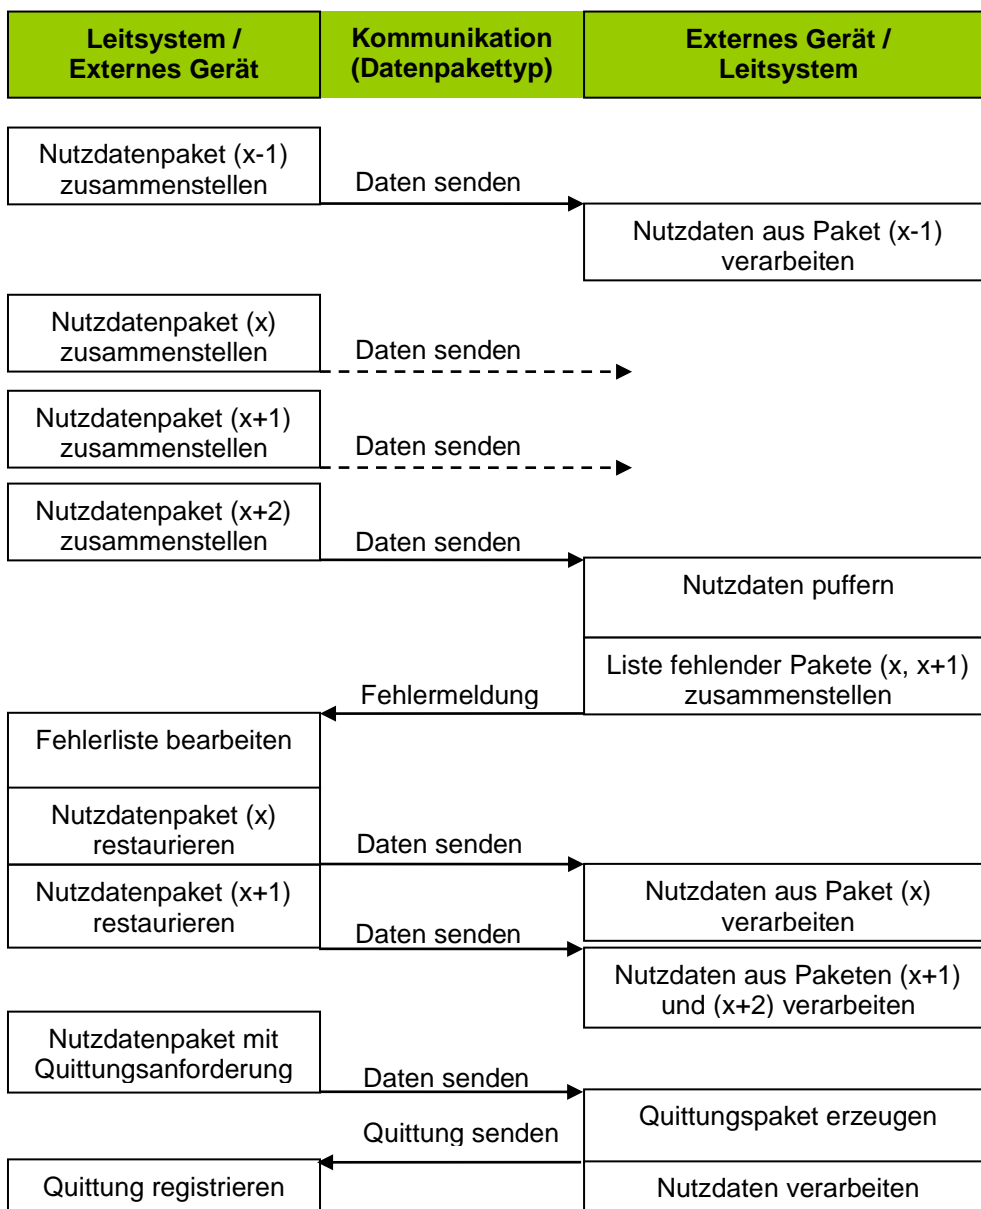 Leitsystem /
Externes Gerät
Kommunikation
(Datenpakettyp)
Externes Gerät /
Leitsystem
Nutzdatenpaket (x-1)
zusammenstellen
Daten senden
Nutzdaten aus Paket (x-1)
verarbeiten
Nutzdatenpaket (x)
zusammenstellen
Daten senden
Nutzdatenpaket (x+1)
zusammenstellen
Daten senden
Nutzdatenpaket (x+2)
zusammenstellen
Daten senden
Nutzdaten puffern
Liste fehlender Pakete (x, x+1)
zusammenstellen
Fehlermeldung
Fehlerliste bearbeiten
Nutzdatenpaket (x)
restaurieren
Daten senden
Nutzdatenpaket (x+1)
restaurieren
Nutzdaten aus Paket (x)
verarbeiten
Daten senden
Nutzdaten aus Paketen (x+1)
und (x+2) verarbeiten
Nutzdatenpaket mit
Quittungsanforderung
Daten senden
Quittungspaket erzeugen
Quittung senden
Quittung registrieren
Nutzdaten verarbeiten